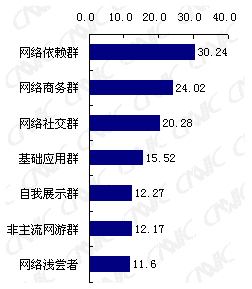 0.0 10.0 20.0 30.0 40.0
网络依赖群 30.24
网络商务群 24.02
网络社交群 20.28
基础应用群 15.52
自我展示群 12.27
非主流网游群 12.17
网络浅尝者 11.6